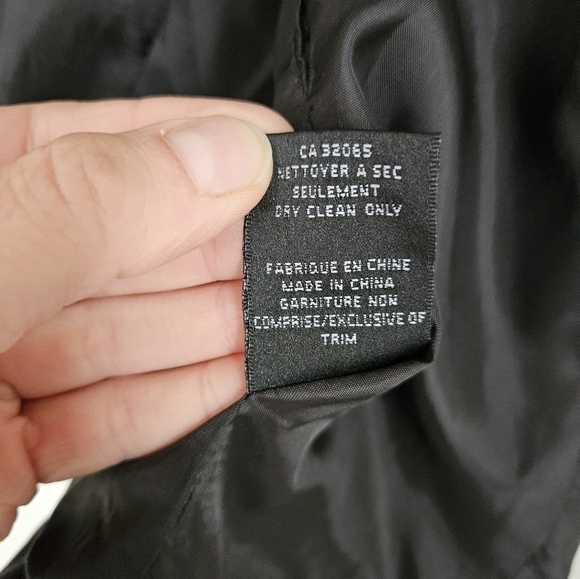 CA 32065
NETTOYER A SEC
SEULEMENT
DRY CLEAN ONLY
FABRIQUE EN CHINE
MADE IN CHINA
GARNITURE NON
COMPRISE/EXCLUSIVE OF
TRIM